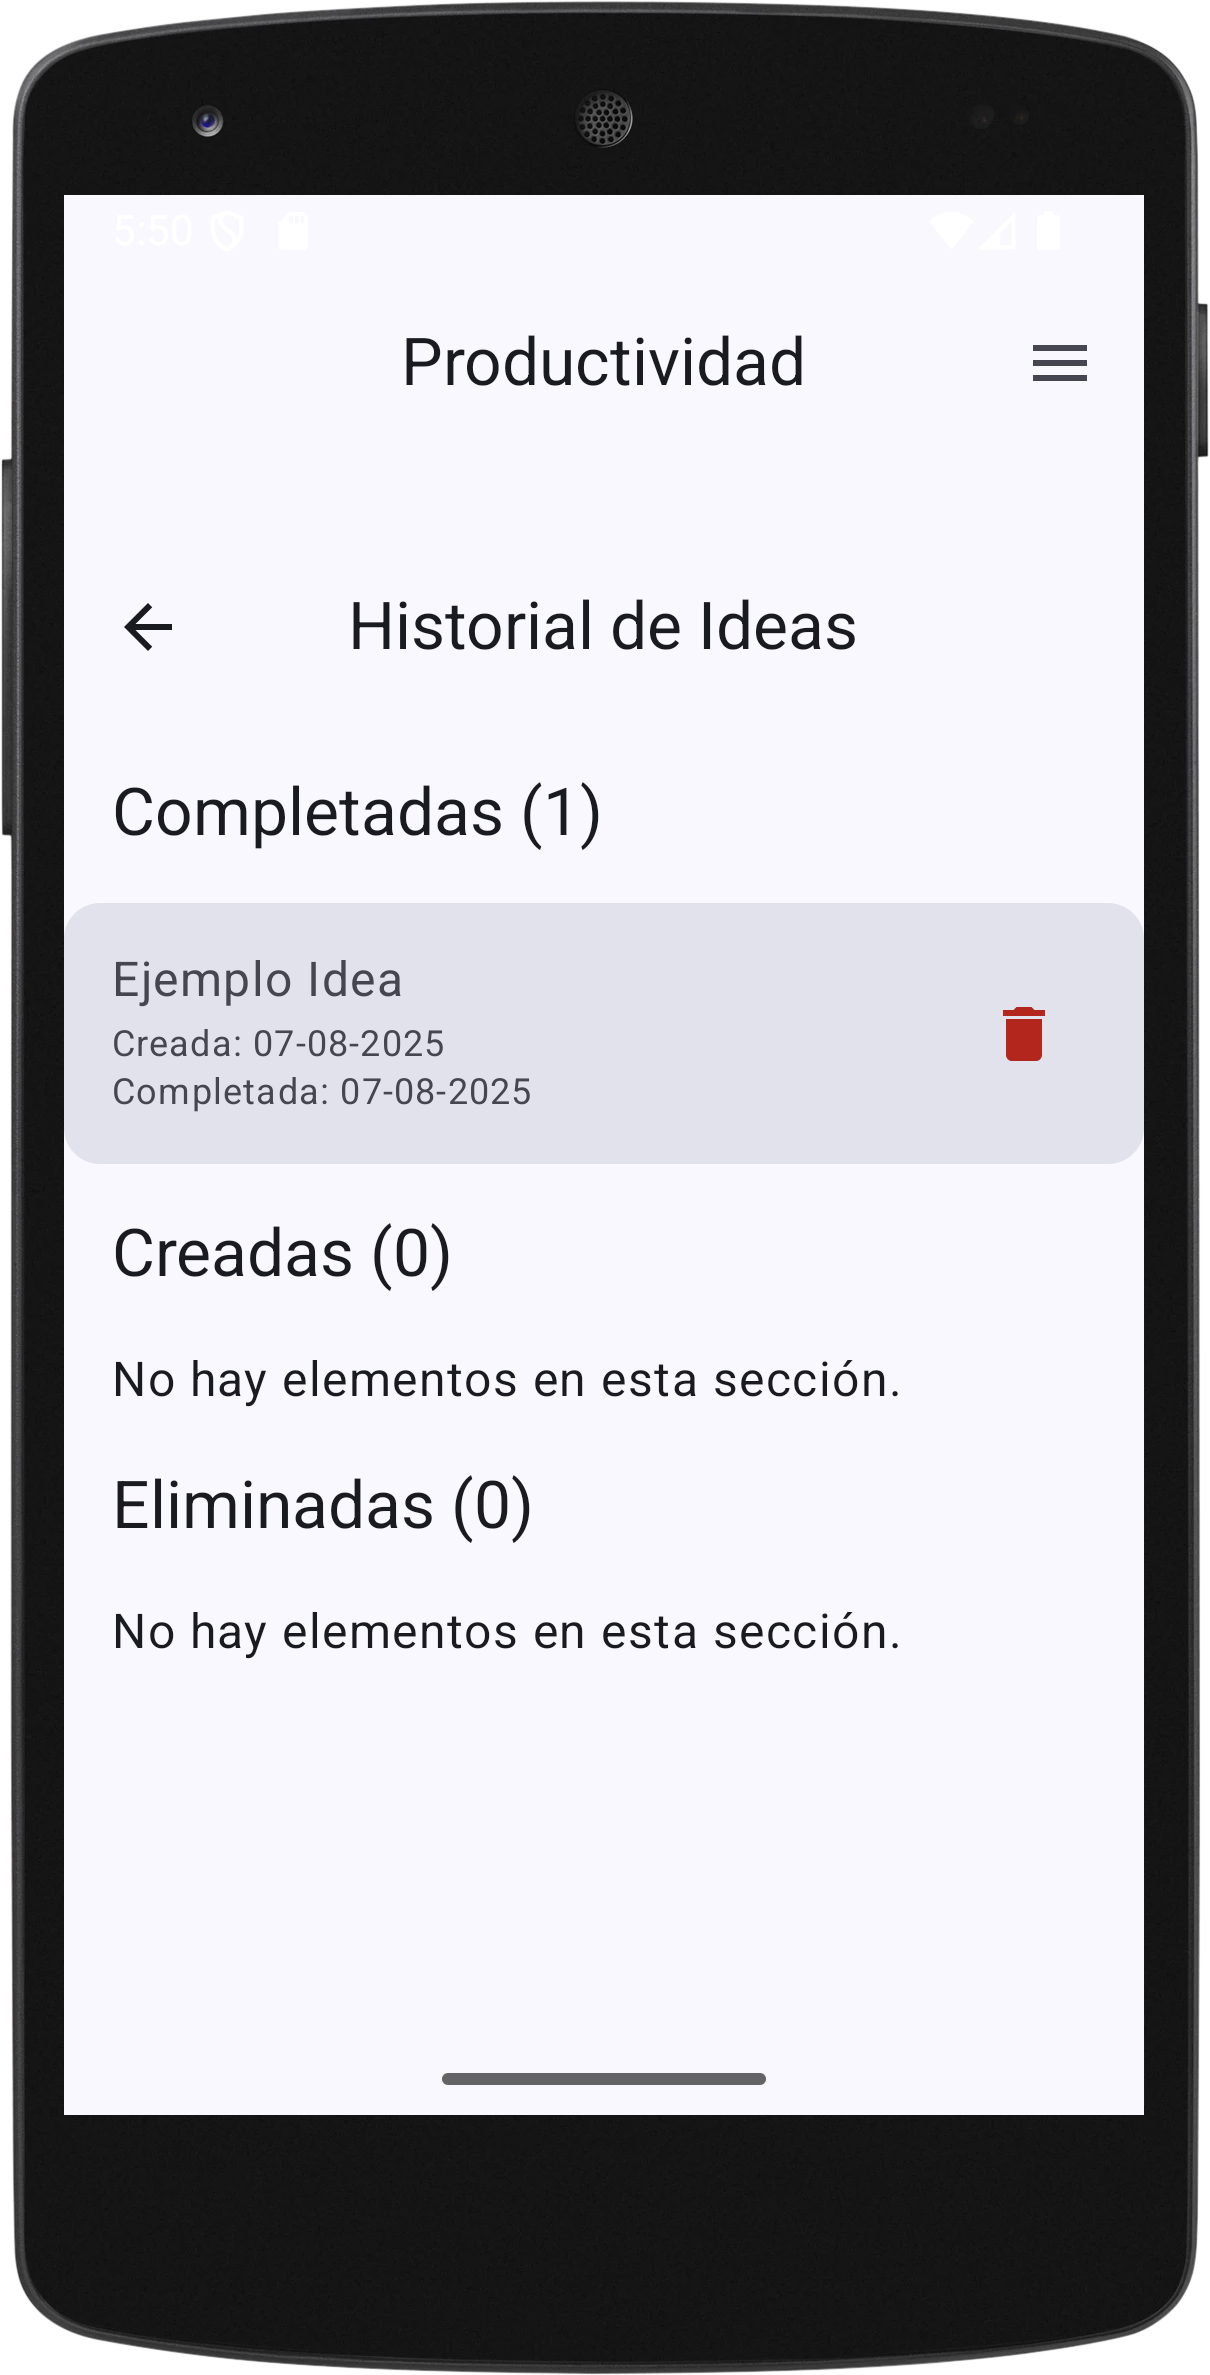 5:50
Productividad
Historial de Ideas
Completadas (1)
Ejemplo Idea
Creada: 07-08-2025
Completada: 07-08-2025
Creadas (0)
No hay elementos en esta sección.
Eliminadas (0)
No hay elementos en esta sección.